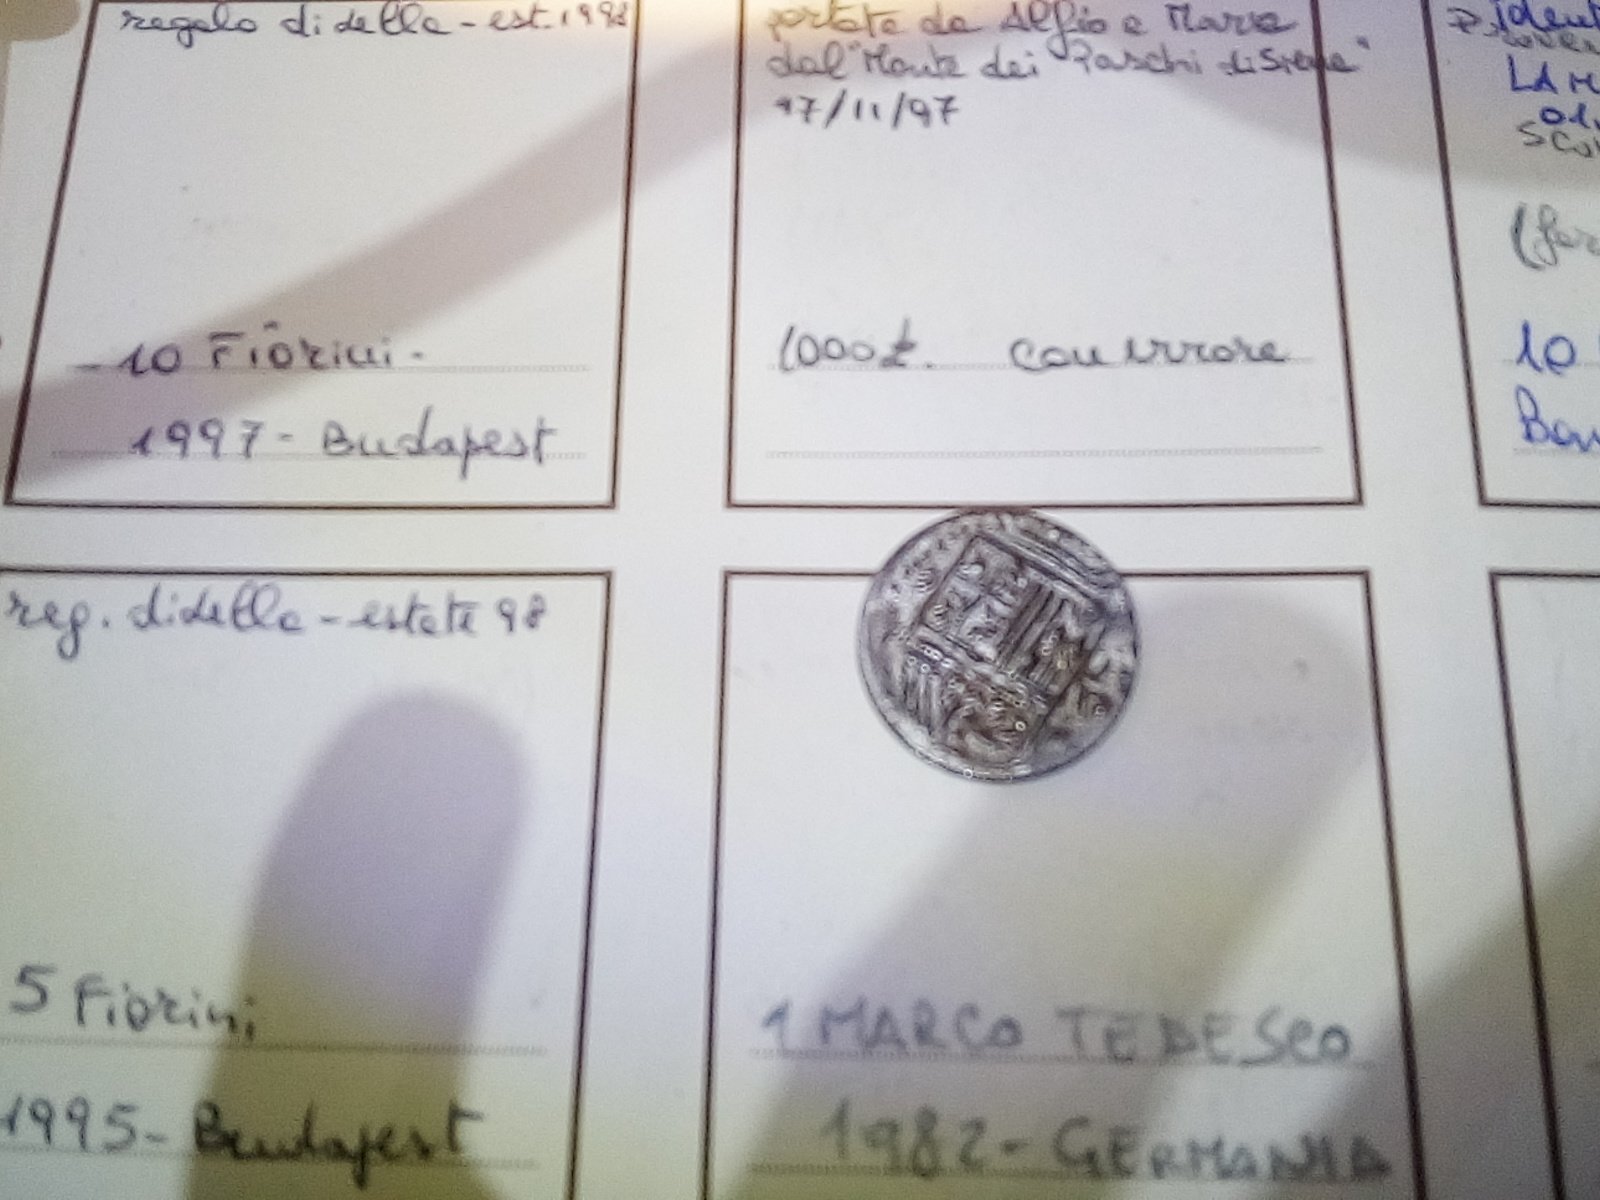 regalo di della - est. 1998
portate da Alfio e Mara
dal "Monte dei Paschi di Siena"
17/11/97
LA M
10 Fiorini -
1997 - Budapest
1000 £. con errore
10
reg. di della - estate 98
5 Fiorini
1995 - Budapest
1 MARCO TEDESCO
1982 - GERMANIA